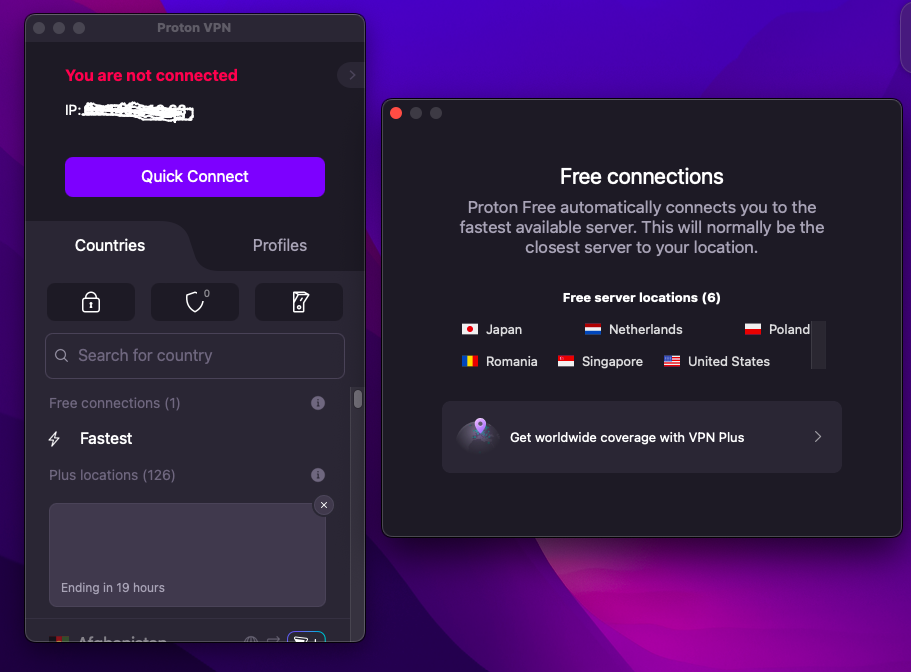 Proton VPN
You are not connected
IP:
Quick Connect
Countries
Profiles
0
Search for country
Free connections (1)
Fastest
Plus locations (126)
Ending in 19 hours
Afghanistan
Free connections
Proton Free automatically connects you to the
fastest available server. This will normally be the
closest server to your location.
Free server locations (6)
Japan
Netherlands
Poland
Romania
Singapore
United States
Get worldwide coverage with VPN Plus